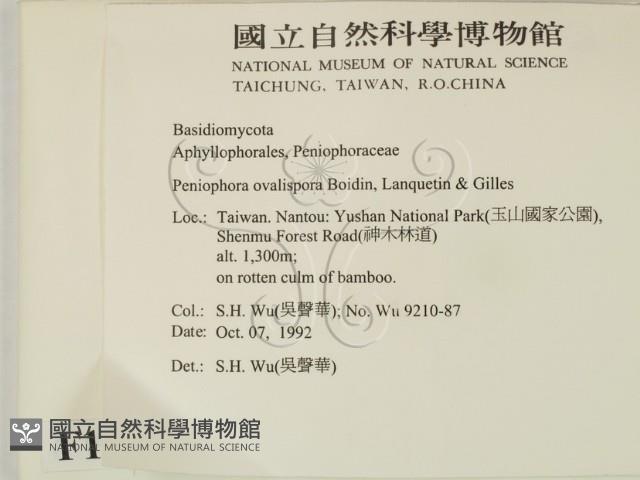 國立自然科學博物館
NATIONAL MUSEUM OF NATURAL SCIENCE
TAICHUNG, TAIWAN, R.O.CHINA
Basidiomycota
Aphyllophorales, Peniophoraceae
Peniophora ovalispora Boidin, Lanquetin & Gilles
Loc.: Taiwan. Nantou: Yushan National Park(玉山國家公園),
Shenmu Forest Road(神木林道)
alt. 1,300m;
on rotten culm of bamboo.
Col.: S.H. Wu(吳聲華); No. Wu 9210-87
Date: Oct. 07, 1992
Det.: S.H. Wu(吳聲華)
國立自然科學博物館
NATIONAL MUSEUM OF NATURAL SCIENCE
F1